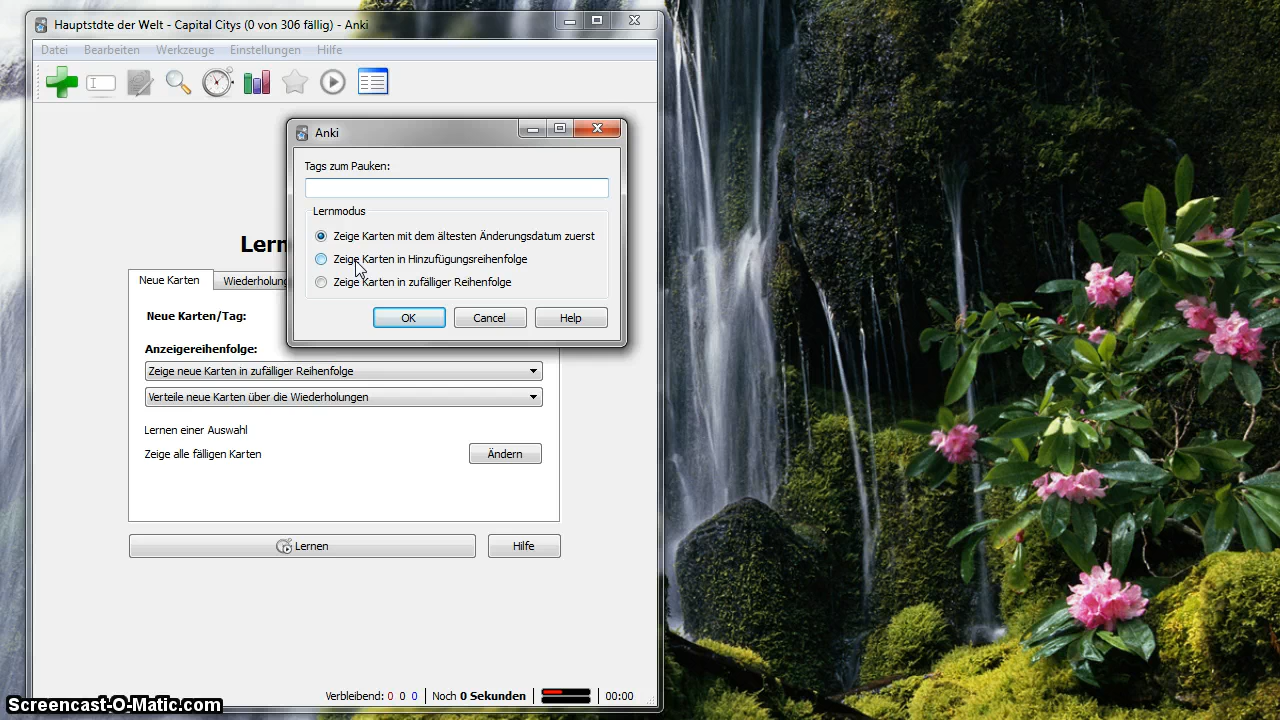 Hauptstdte der Welt - Capital Citys (0 von 306 fällig) - Anki
Datei Bearbeiten Werkzeuge Einstellungen Hilfe
Anki
Tags zum Pauken:
Lernmodus
Zeige Karten mit dem ältesten Änderungsdatum zuerst
Zeige Karten in Hinzufügungsreihenfolge
Zeige Karten in zufälliger Reihenfolge
OK Cancel Help
Lern
Neue Karten Wiederholung
Neue Karten/Tag:
Anzeigereihenfolge:
Zeige neue Karten in zufälliger Reihenfolge
Verteile neue Karten über die Wiederholungen
Lernen einer Auswahl
Zeige alle fälligen Karten Ändern
Lernen Hilfe
Verbleibend: 0 0 0 Noch 0 Sekunden 00:00
Screencast-O-Matic.com